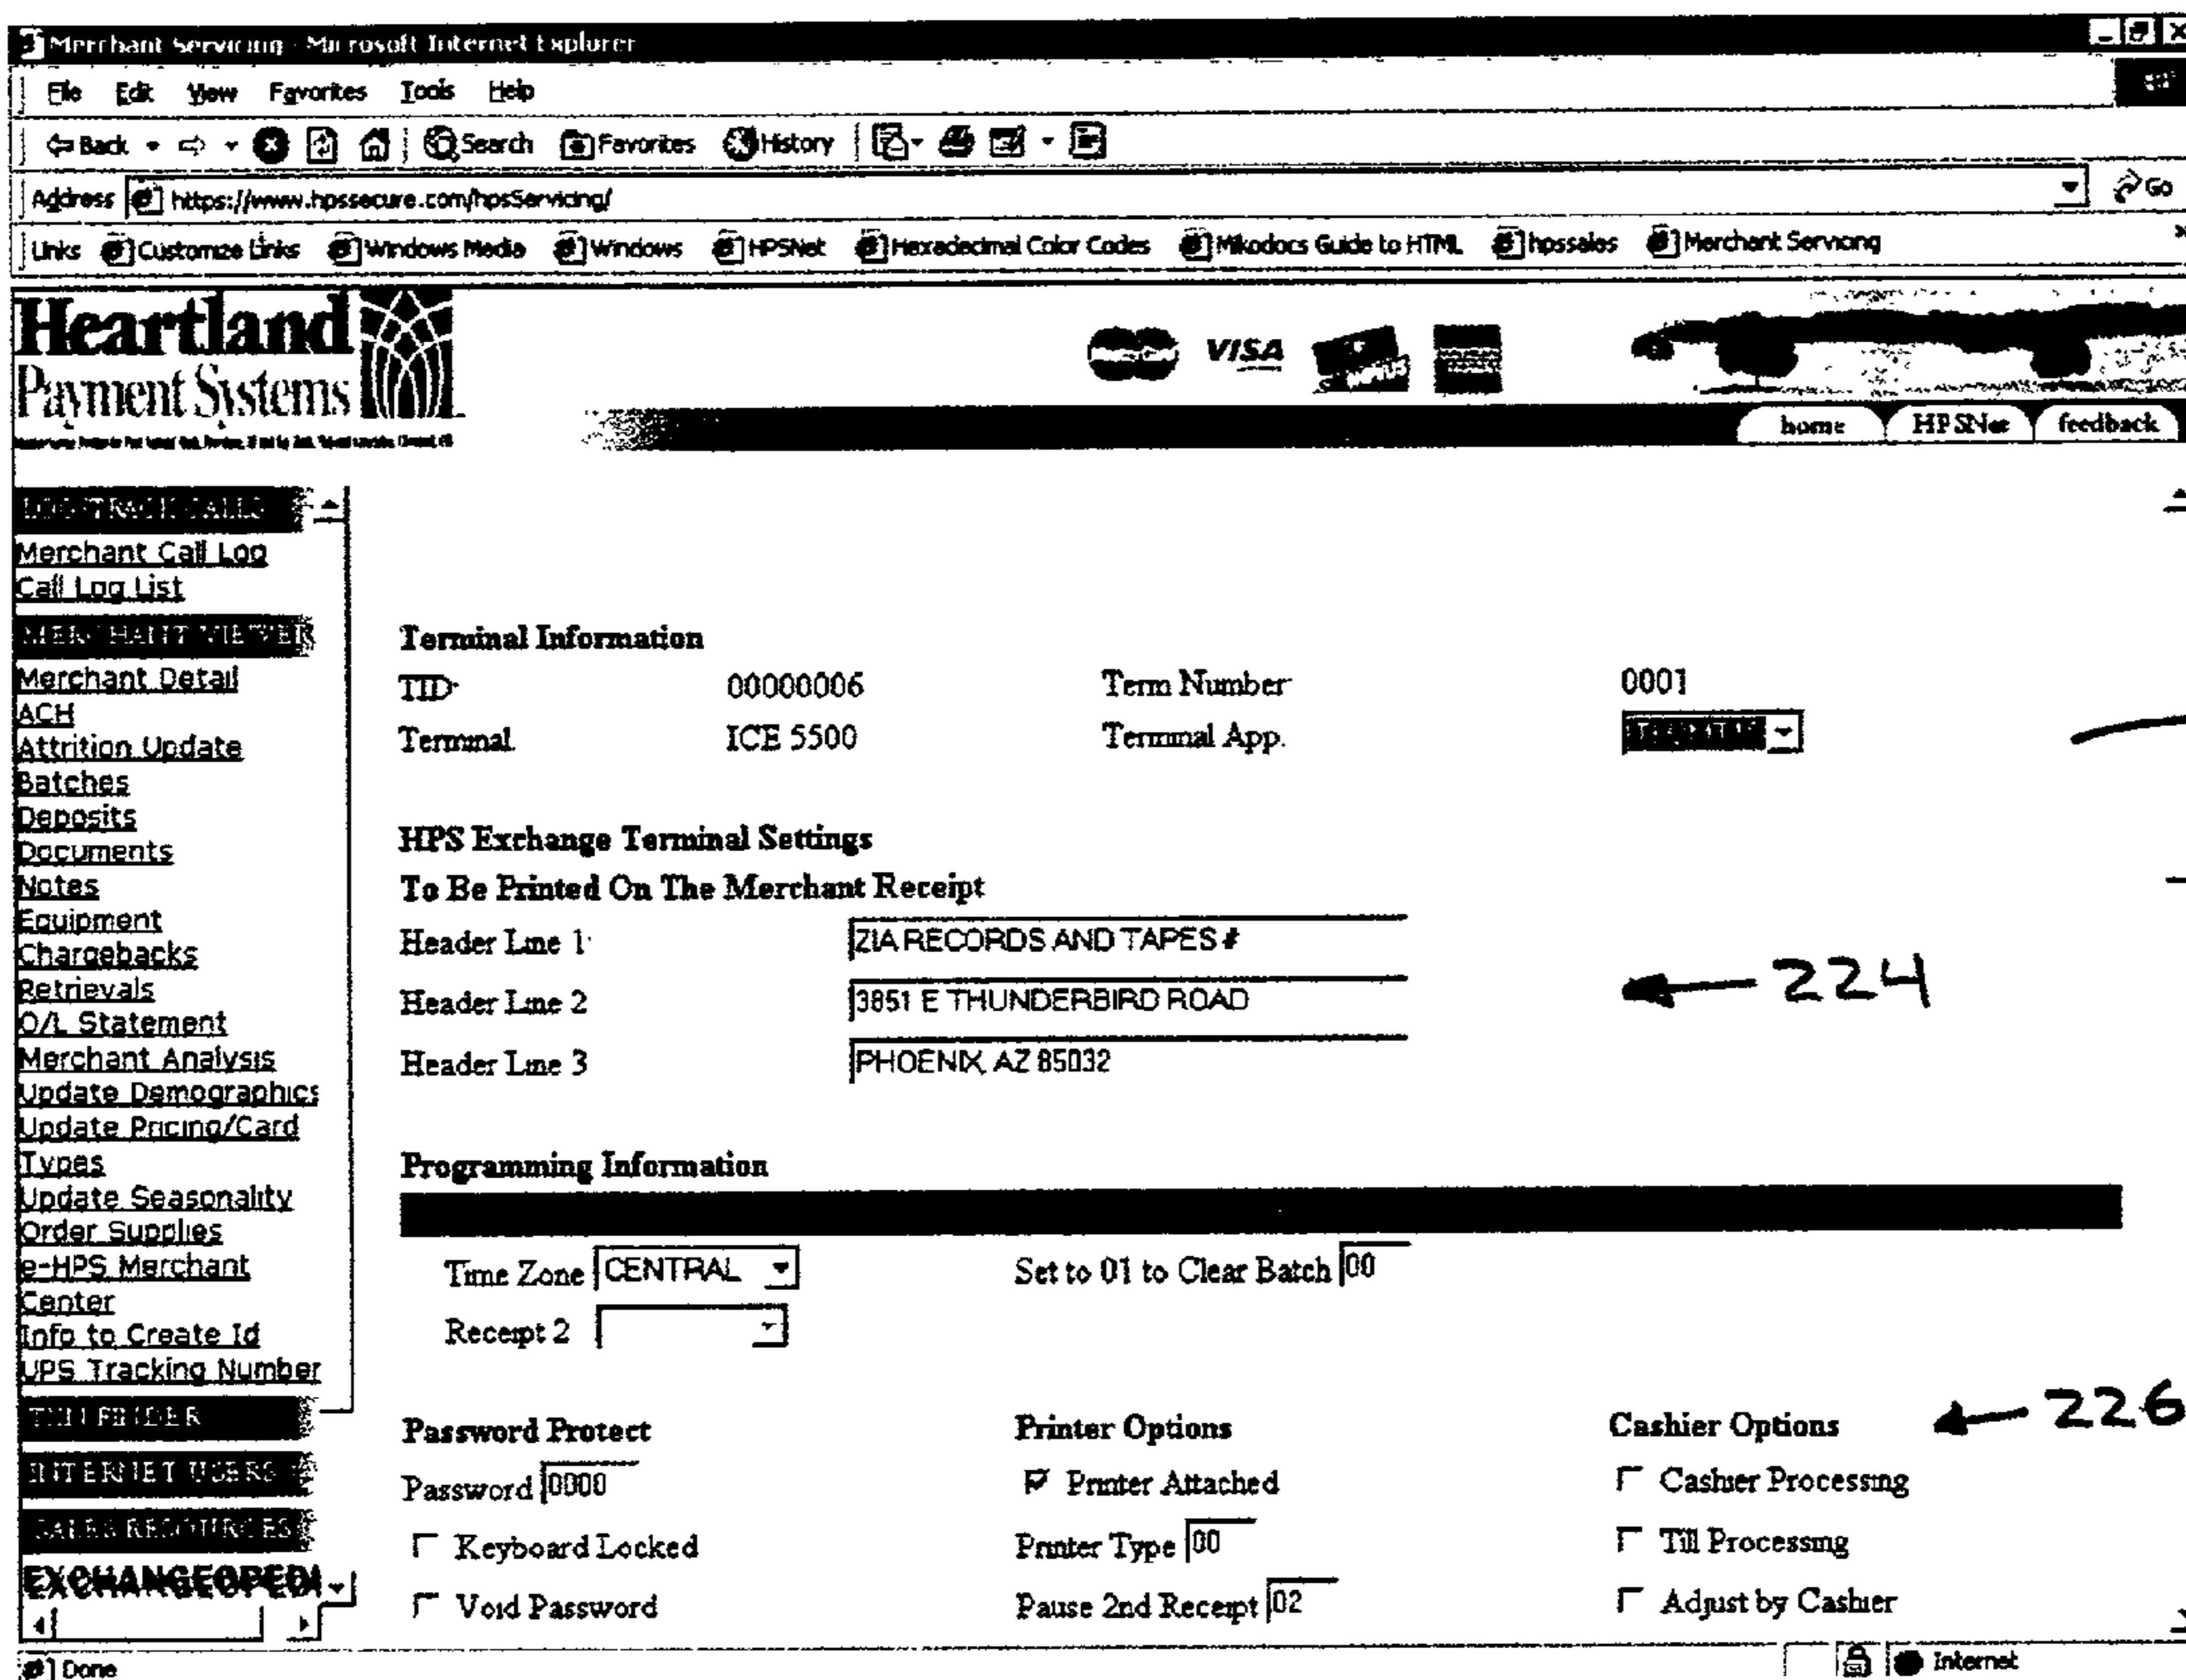 Merchant Servicing - Microsoft Internet Explorer
File Edit View Favorites Tools Help
Back Search Favorites History
Address https://www.hpssecure.com/hpsServicing/ Go
Links Customize Links Windows Media Windows HPSNet Hexadecimal Color Codes Mikodocs Guide to HTML hpssales Merchant Servicing
Heartland
Payment Systems
VISA
home HPSNet feedback
Merchant Call Log
Call Log List
MERCHANT VIEWER
Merchant Detail
ACH
Attrition Update
Batches
Deposits
Documents
Notes
Equipment
Chargebacks
Retrievals
O/L Statement
Merchant Analysis
Update Demographics
Update Pricing/Card
Types
Update Seasonality
Order Supplies
e-HPS Merchant
Center
Info to Create Id
UPS Tracking Number
INTERNET USERS
SALES RESOURCES
EXCHANGEOPEDI
Terminal Information
TID: 00000006 Term Number 0001
Terminal ICE 5500 Terminal App.
HPS Exchange Terminal Settings
To Be Printed On The Merchant Receipt
Header Line 1: ZIA RECORDS AND TAPES #
Header Line 2 3851 E THUNDERBIRD ROAD
224
Header Line 3 PHOENIX, AZ 85032
Programming Information
Time Zone CENTRAL Set to 01 to Clear Batch 00
Receipt 2
Password Protect Printer Options Cashier Options
226
Password 0000 Printer Attached Cashier Processing
Keyboard Locked Printer Type 00 Till Processing
Void Password Pause 2nd Receipt 02 Adjust by Cashier
Done Internet